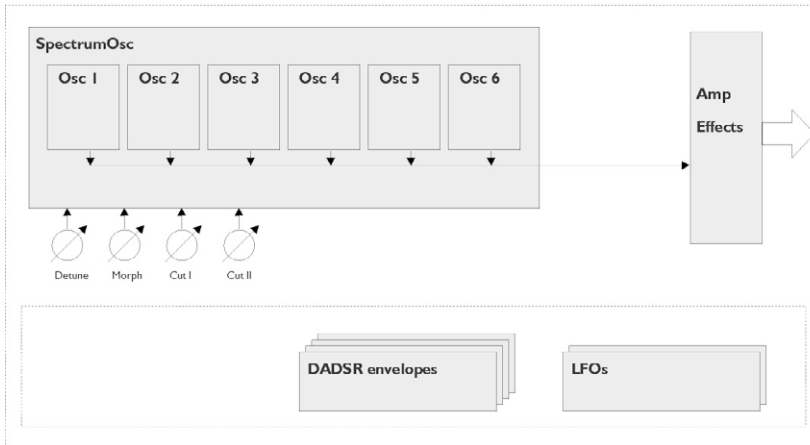 SpectrumOsc
Osc 1 Osc 2 Osc 3 Osc 4 Osc 5 Osc 6
Amp
Effects
Detune Morph Cut I Cut II
DADSR envelopes LFOs